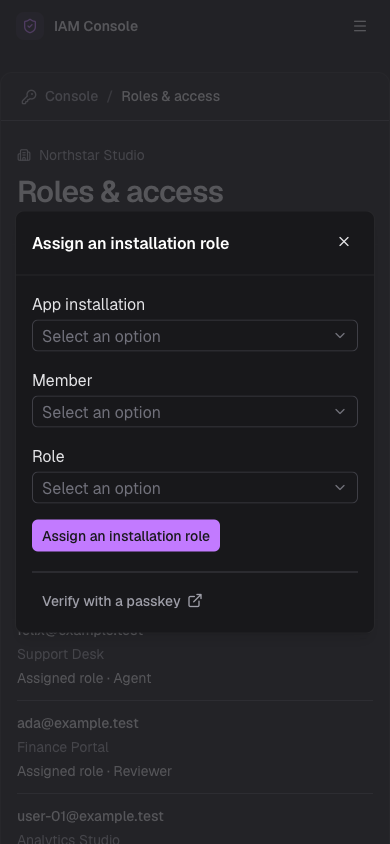 IAM Console
Console / Roles & access
Northstar Studio
Roles & access
Assign an installation role
App installation
Select an option
Member
Select an option
Role
Select an option
Assign an installation role
Verify with a passkey
Support Desk
Assigned role · Agent
ada@example.test
Finance Portal
Assigned role · Reviewer
user-01@example.test
Analytics Studio